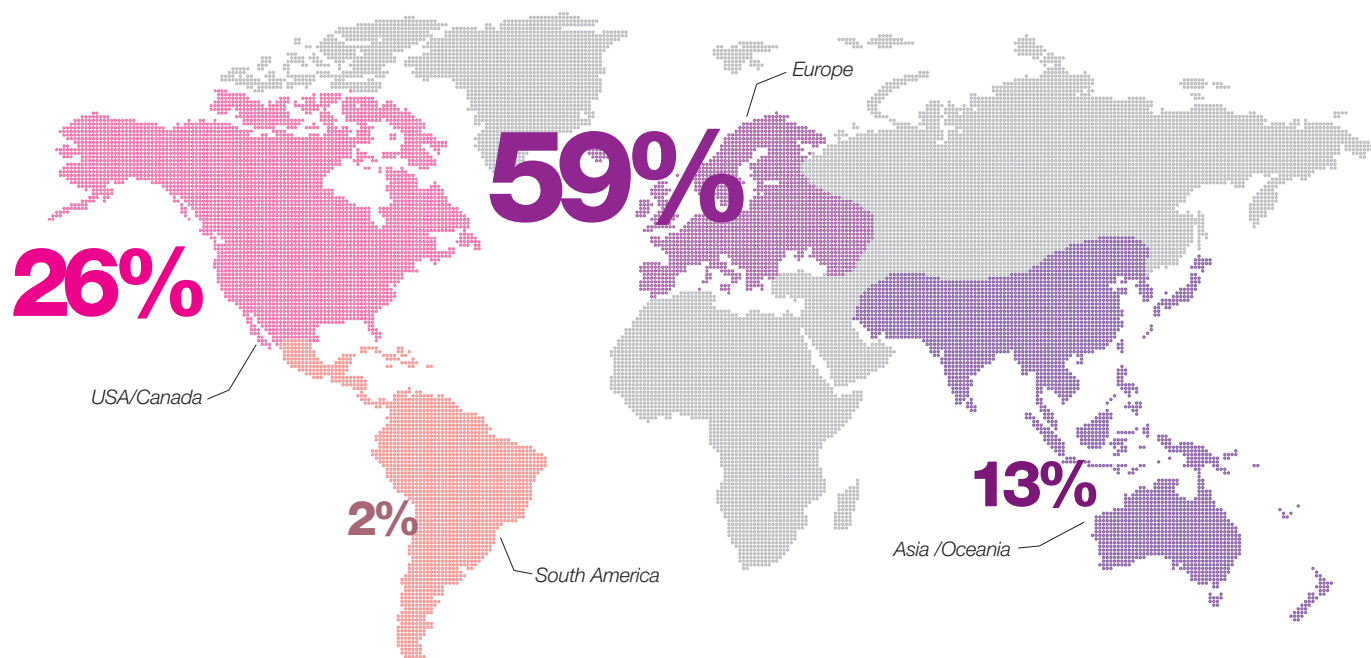 Europe
59%
26%
USA/Canada
13%
2%
Asia /Oceania
South America